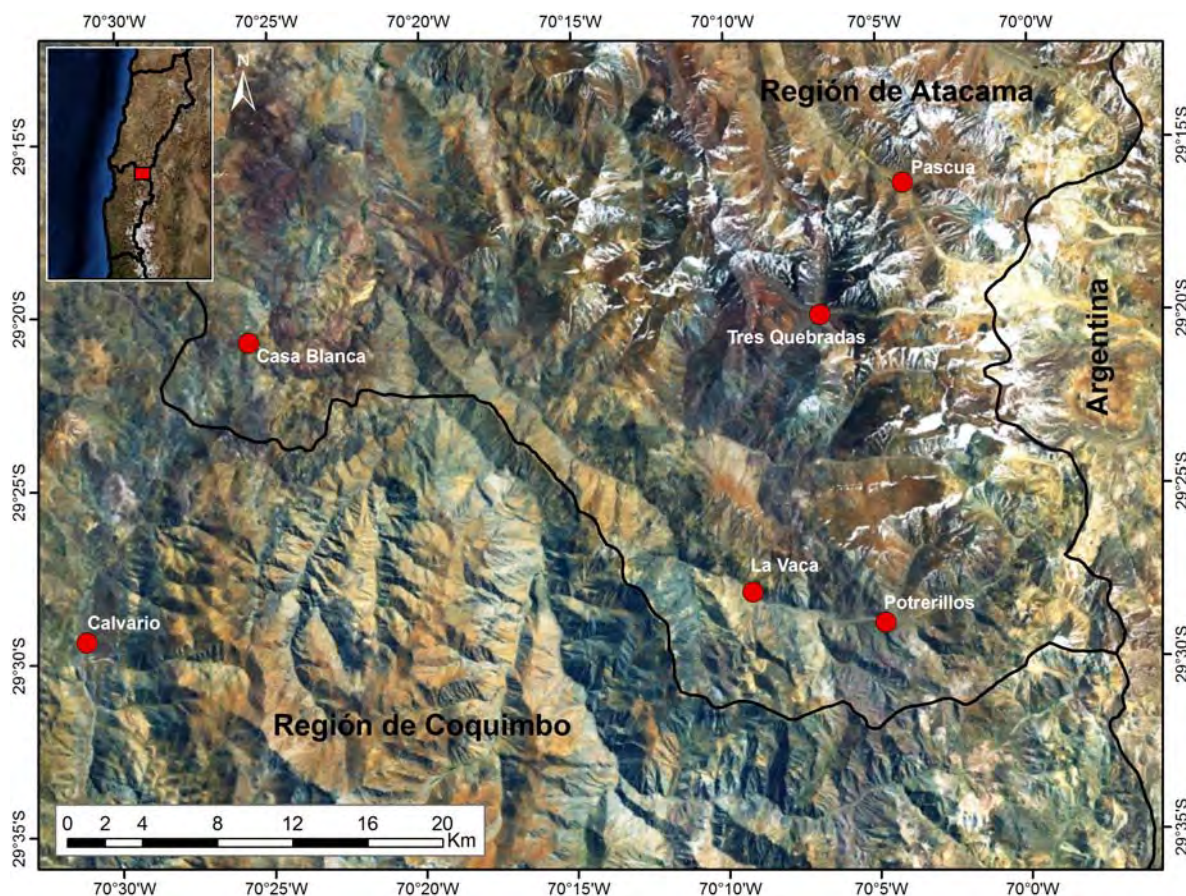 70°30'W 70°25'W 70°20'W 70°15'W 70°10'W 70°5'W 70°0'W
N
Región de Atacama
29°15'S 29°15'S
Pascua
29°20'S 29°20'S
Tres Quebradas
Casa Blanca
Argentina
29°25'S 29°25'S
La Vaca
Potrerillos
Calvario
29°30'S 29°30'S
Región de Coquimbo
0 2 4 8 12 16 20
Km
29°35'S 29°35'S
70°30'W 70°25'W 70°20'W 70°15'W 70°10'W 70°5'W 70°0'W